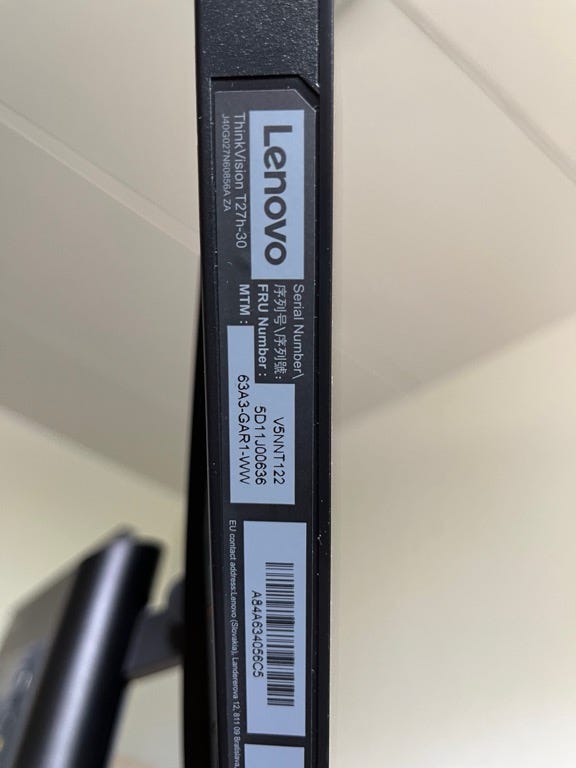 Lenovo
ThinkVision T27h-30
J40G027N60856A ZA
Serial Number\
序列号\序列號: V5NNT122
FRU Number : 5D11J00636
MTM : 63A3-GAR1-WW
A84A634056C5
EU contact address:Lenovo (Slovakia), Landererova 12, 811 09 Bratislava,